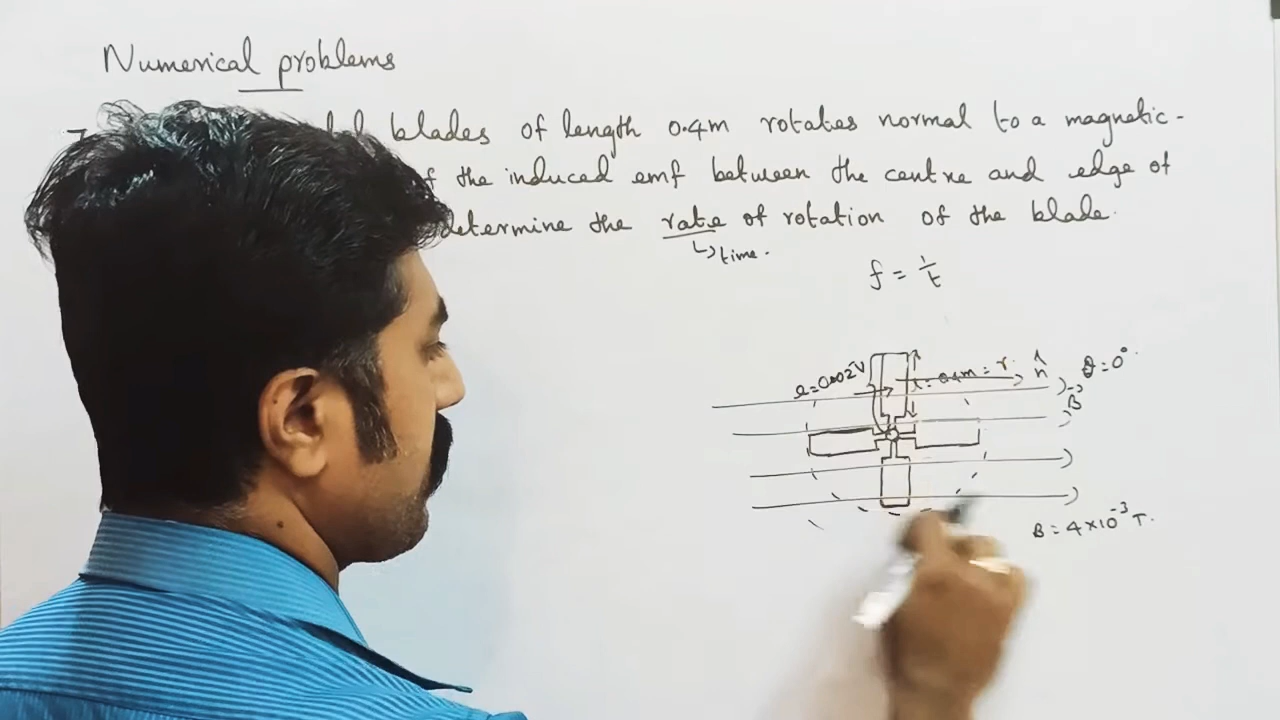 Numerical problems
blades of length 0.4m rotates normal to a magnetic-
the induced emf between the centre and edge of
determine the rate of rotation of the blade.
↳ time.
f = 1/t
e=0.02V l = 0.4m = r. n̂ θ=0°.
B⃗
B = 4×10⁻³ T.